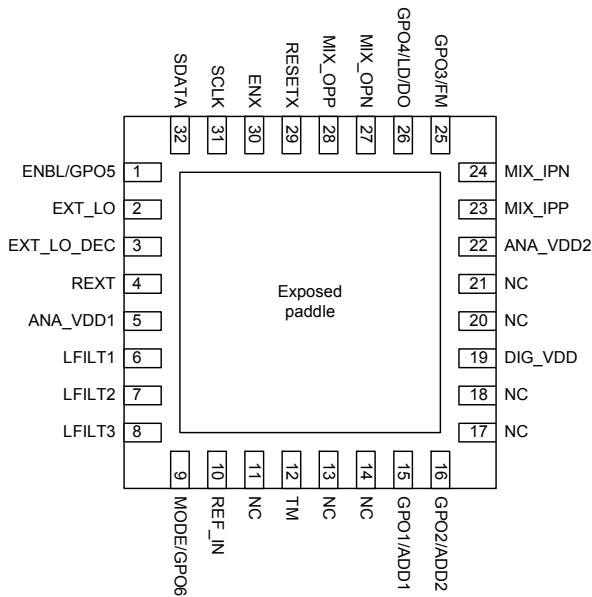 SDATA
SCLK
ENX
RESETX
MIX_OPP
MIX_OPN
GPO4/LD/DO
GPO3/FM
32
31
30
29
28
27
26
25
ENBL/GPO5 1
EXT_LO 2
EXT_LO_DEC 3
REXT 4
ANA_VDD1 5
LFILT1 6
LFILT2 7
LFILT3 8
Exposed
paddle
24 MIX_IPN
23 MIX_IPP
22 ANA_VDD2
21 NC
20 NC
19 DIG_VDD
18 NC
17 NC
9
10
11
12
13
14
15
16
MODE/GPO6
REF_IN
NC
TM
NC
NC
GPO1/ADD1
GPO2/ADD2